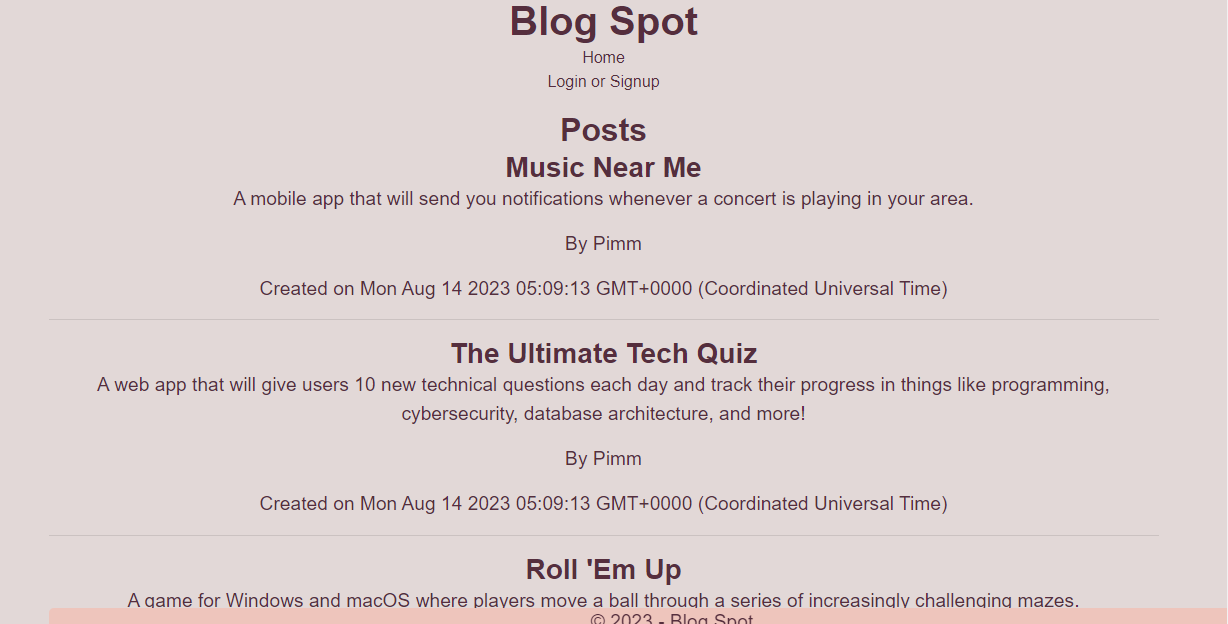 Blog Spot
Home
Login or Signup
Posts
Music Near Me
A mobile app that will send you notifications whenever a concert is playing in your area.
By Pimm
Created on Mon Aug 14 2023 05:09:13 GMT+0000 (Coordinated Universal Time)
The Ultimate Tech Quiz
A web app that will give users 10 new technical questions each day and track their progress in things like programming,
cybersecurity, database architecture, and more!
By Pimm
Created on Mon Aug 14 2023 05:09:13 GMT+0000 (Coordinated Universal Time)
Roll 'Em Up
A game for Windows and macOS where players move a ball through a series of increasingly challenging mazes.
© 2023 - Blog Spot